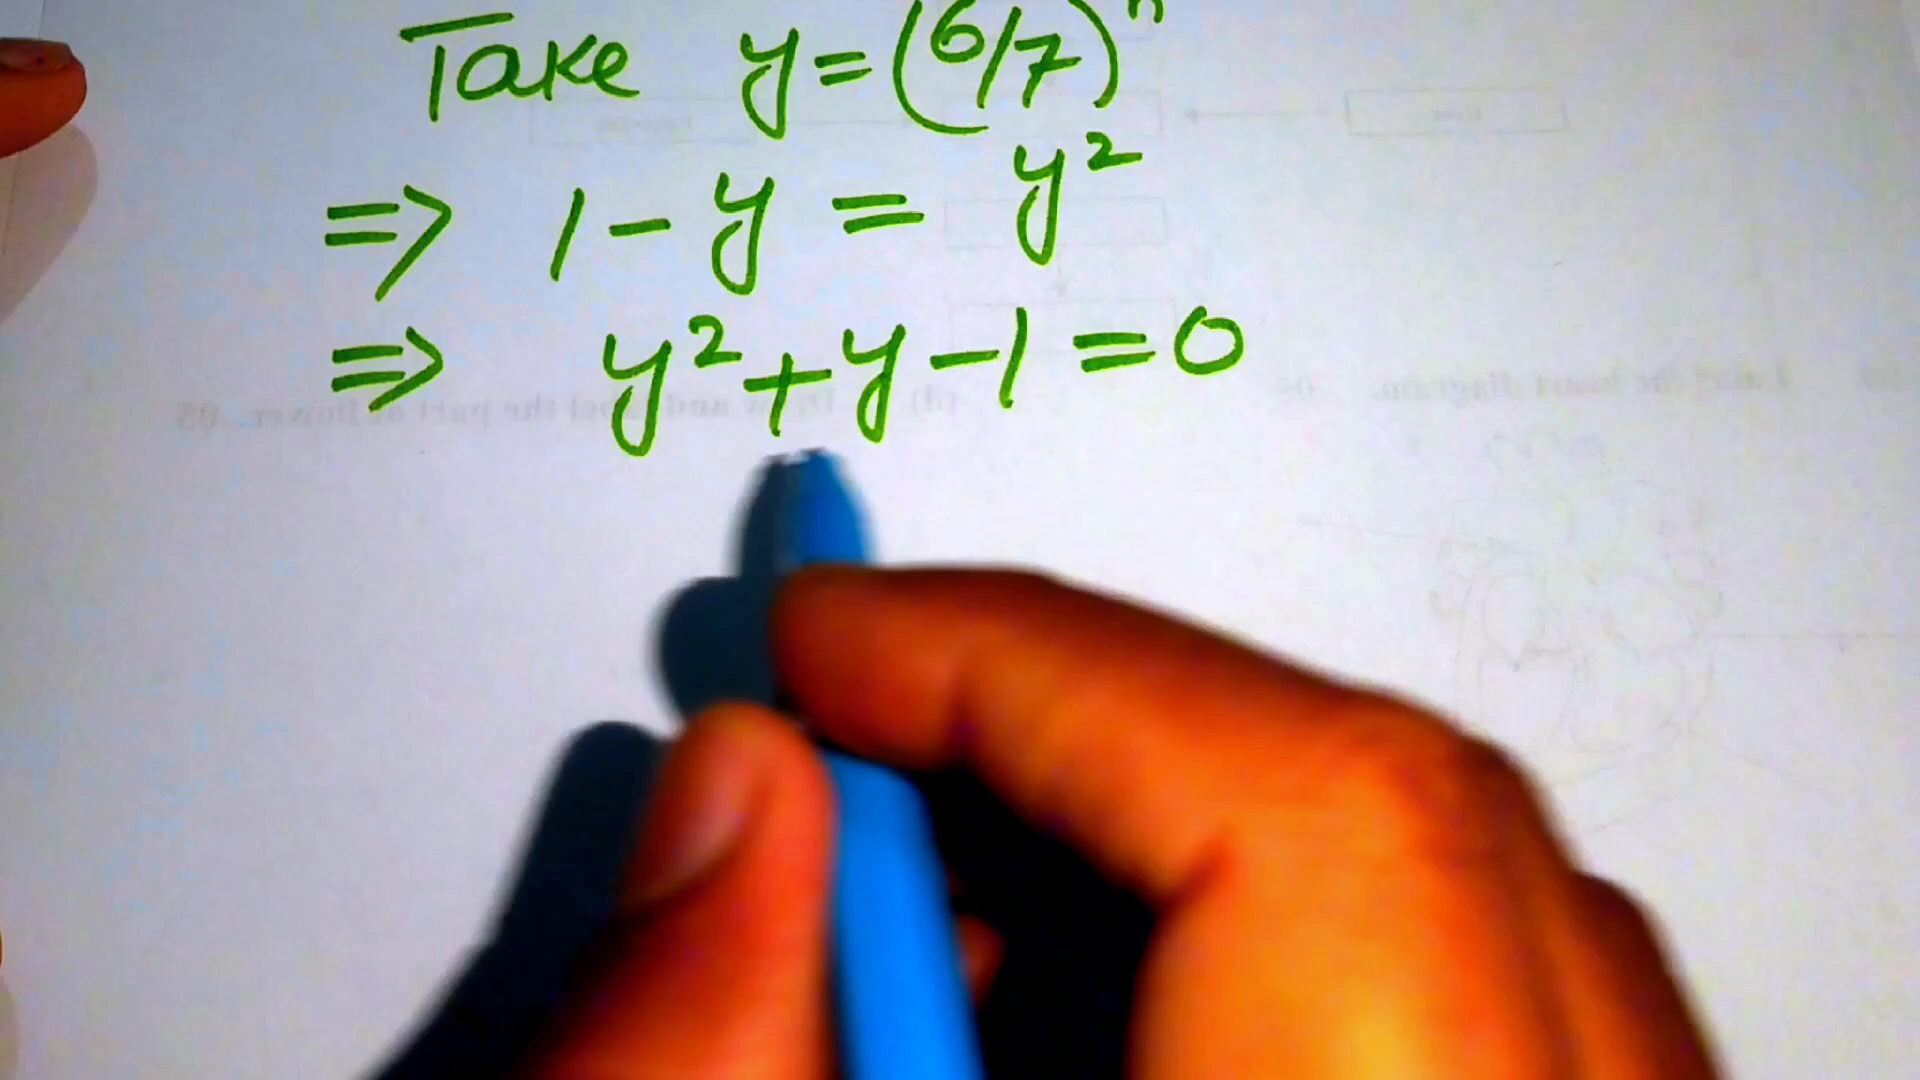 Take y=(6/7)ⁿ
=> 1-y = y²
=> y²+y-1=0